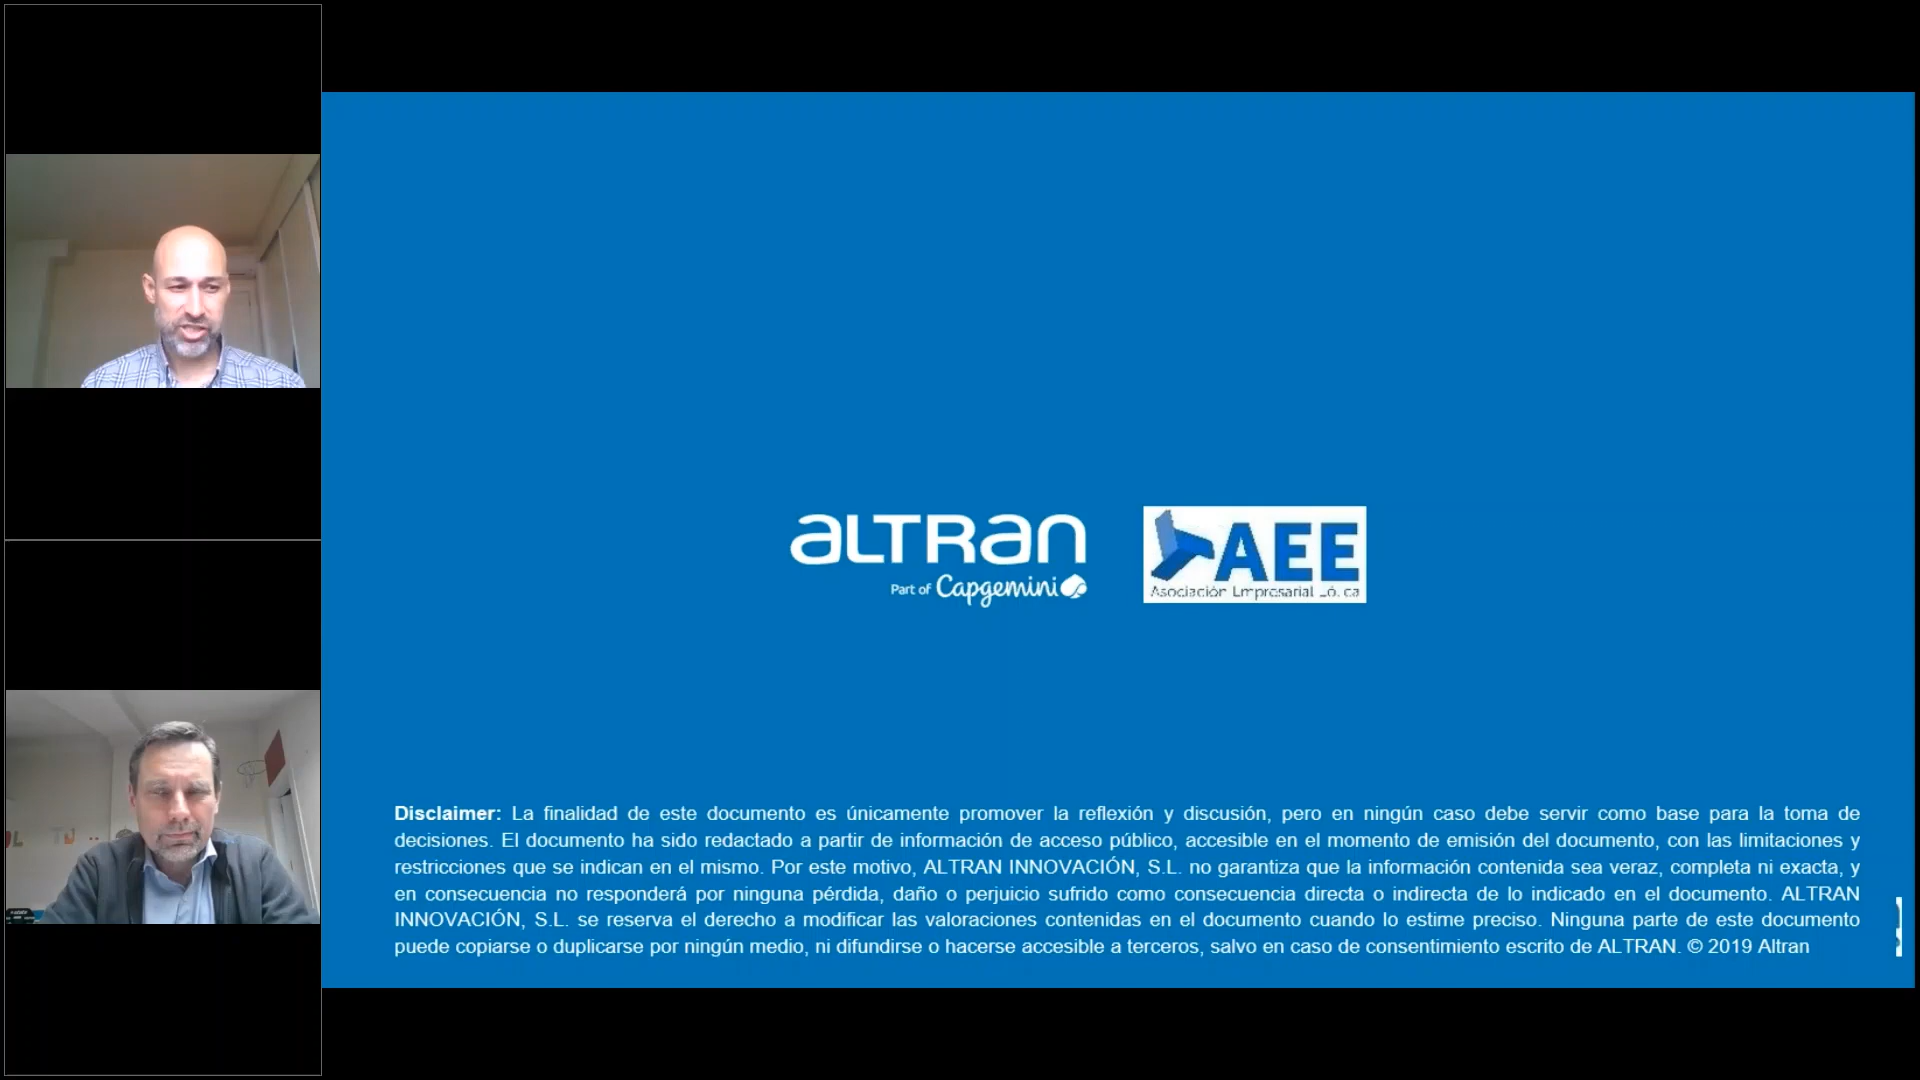 ALTRAN
Part of Capgemini
AEE
Asociación Empresarial
Disclaimer: La finalidad de este documento es únicamente promover la reflexión y discusión, pero en ningún caso debe servir como base para la toma de
decisiones. El documento ha sido redactado a partir de información de acceso público, accesible en el momento de emisión del documento, con las limitaciones y
restricciones que se indican en el mismo. Por este motivo, ALTRAN INNOVACIÓN, S.L. no garantiza que la información contenida sea veraz, completa ni exacta, y
en consecuencia no responderá por ninguna pérdida, daño o perjuicio sufrido como consecuencia directa o indirecta de lo indicado en el documento. ALTRAN
INNOVACIÓN, S.L. se reserva el derecho a modificar las valoraciones contenidas en el documento cuando lo estime preciso. Ninguna parte de este documento
puede copiarse o duplicarse por ningún medio, ni difundirse o hacerse accesible a terceros, salvo en caso de consentimiento escrito de ALTRAN. © 2019 Altran